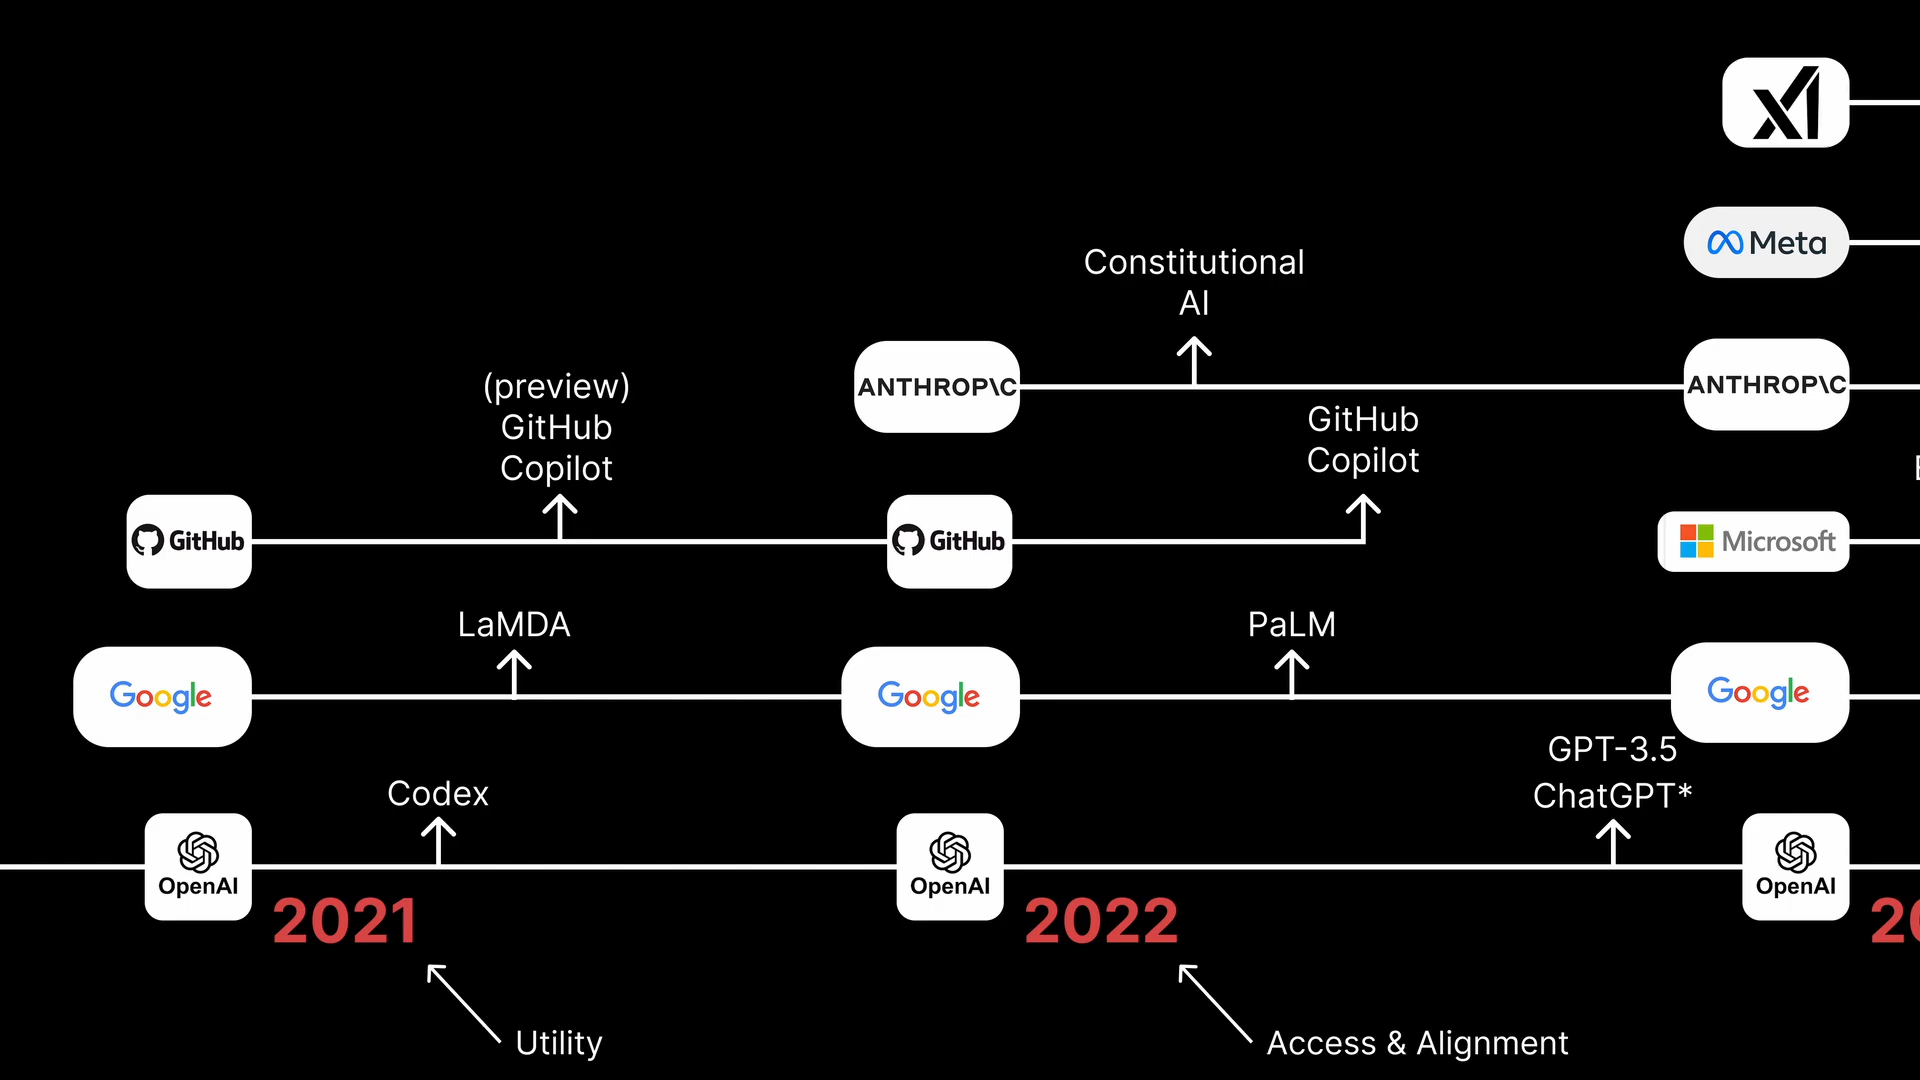 xI
Meta
Constitutional
AI
ANTHROP\C
ANTHROP\C
(preview)
GitHub
Copilot
GitHub
Copilot
GitHub
GitHub
Microsoft
LaMDA
PaLM
Google
Google
Google
GPT-3.5
ChatGPT*
Codex
OpenAI
OpenAI
OpenAI
2021
2022
Utility
Access & Alignment